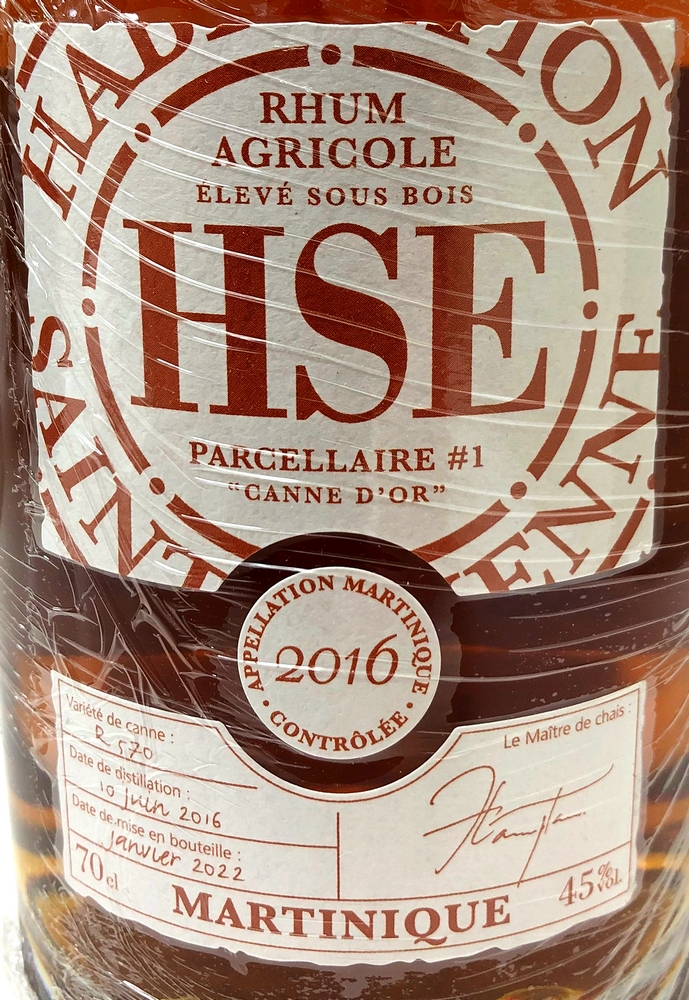 RHUM
AGRICOLE
ÉLEVÉ SOUS BOIS
HSE
PARCELLAIRE #1
"CANNE D'OR"
APPELLATION MARTINIQUE
2016
• CONTRÔLÉE •
Variété de canne :
R 570
Date de distillation :
10 juin 2016
Date de mise en bouteille :
janvier 2022
Le Maître de chais :
70 cl
45% vol.
MARTINIQUE